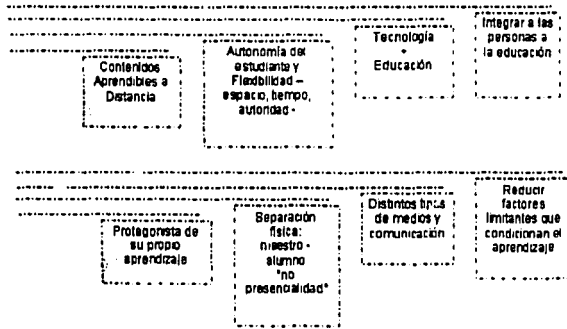 Contenidos
Aprendibles a
Distancia
Autonomía del
estudiante y
Flexibilidad –
espacio, tiempo,
autoridad -
Tecnología
+
Educación
Integrar a las
personas a
la educación
Protagonista de
su propio
aprendizaje
Separación
física:
maestro -
alumno
"no
presencialidad"
Distintos tipos
de medios y
comunicación
Reducir
factores
limitantes que
condicionan el
aprendizaje